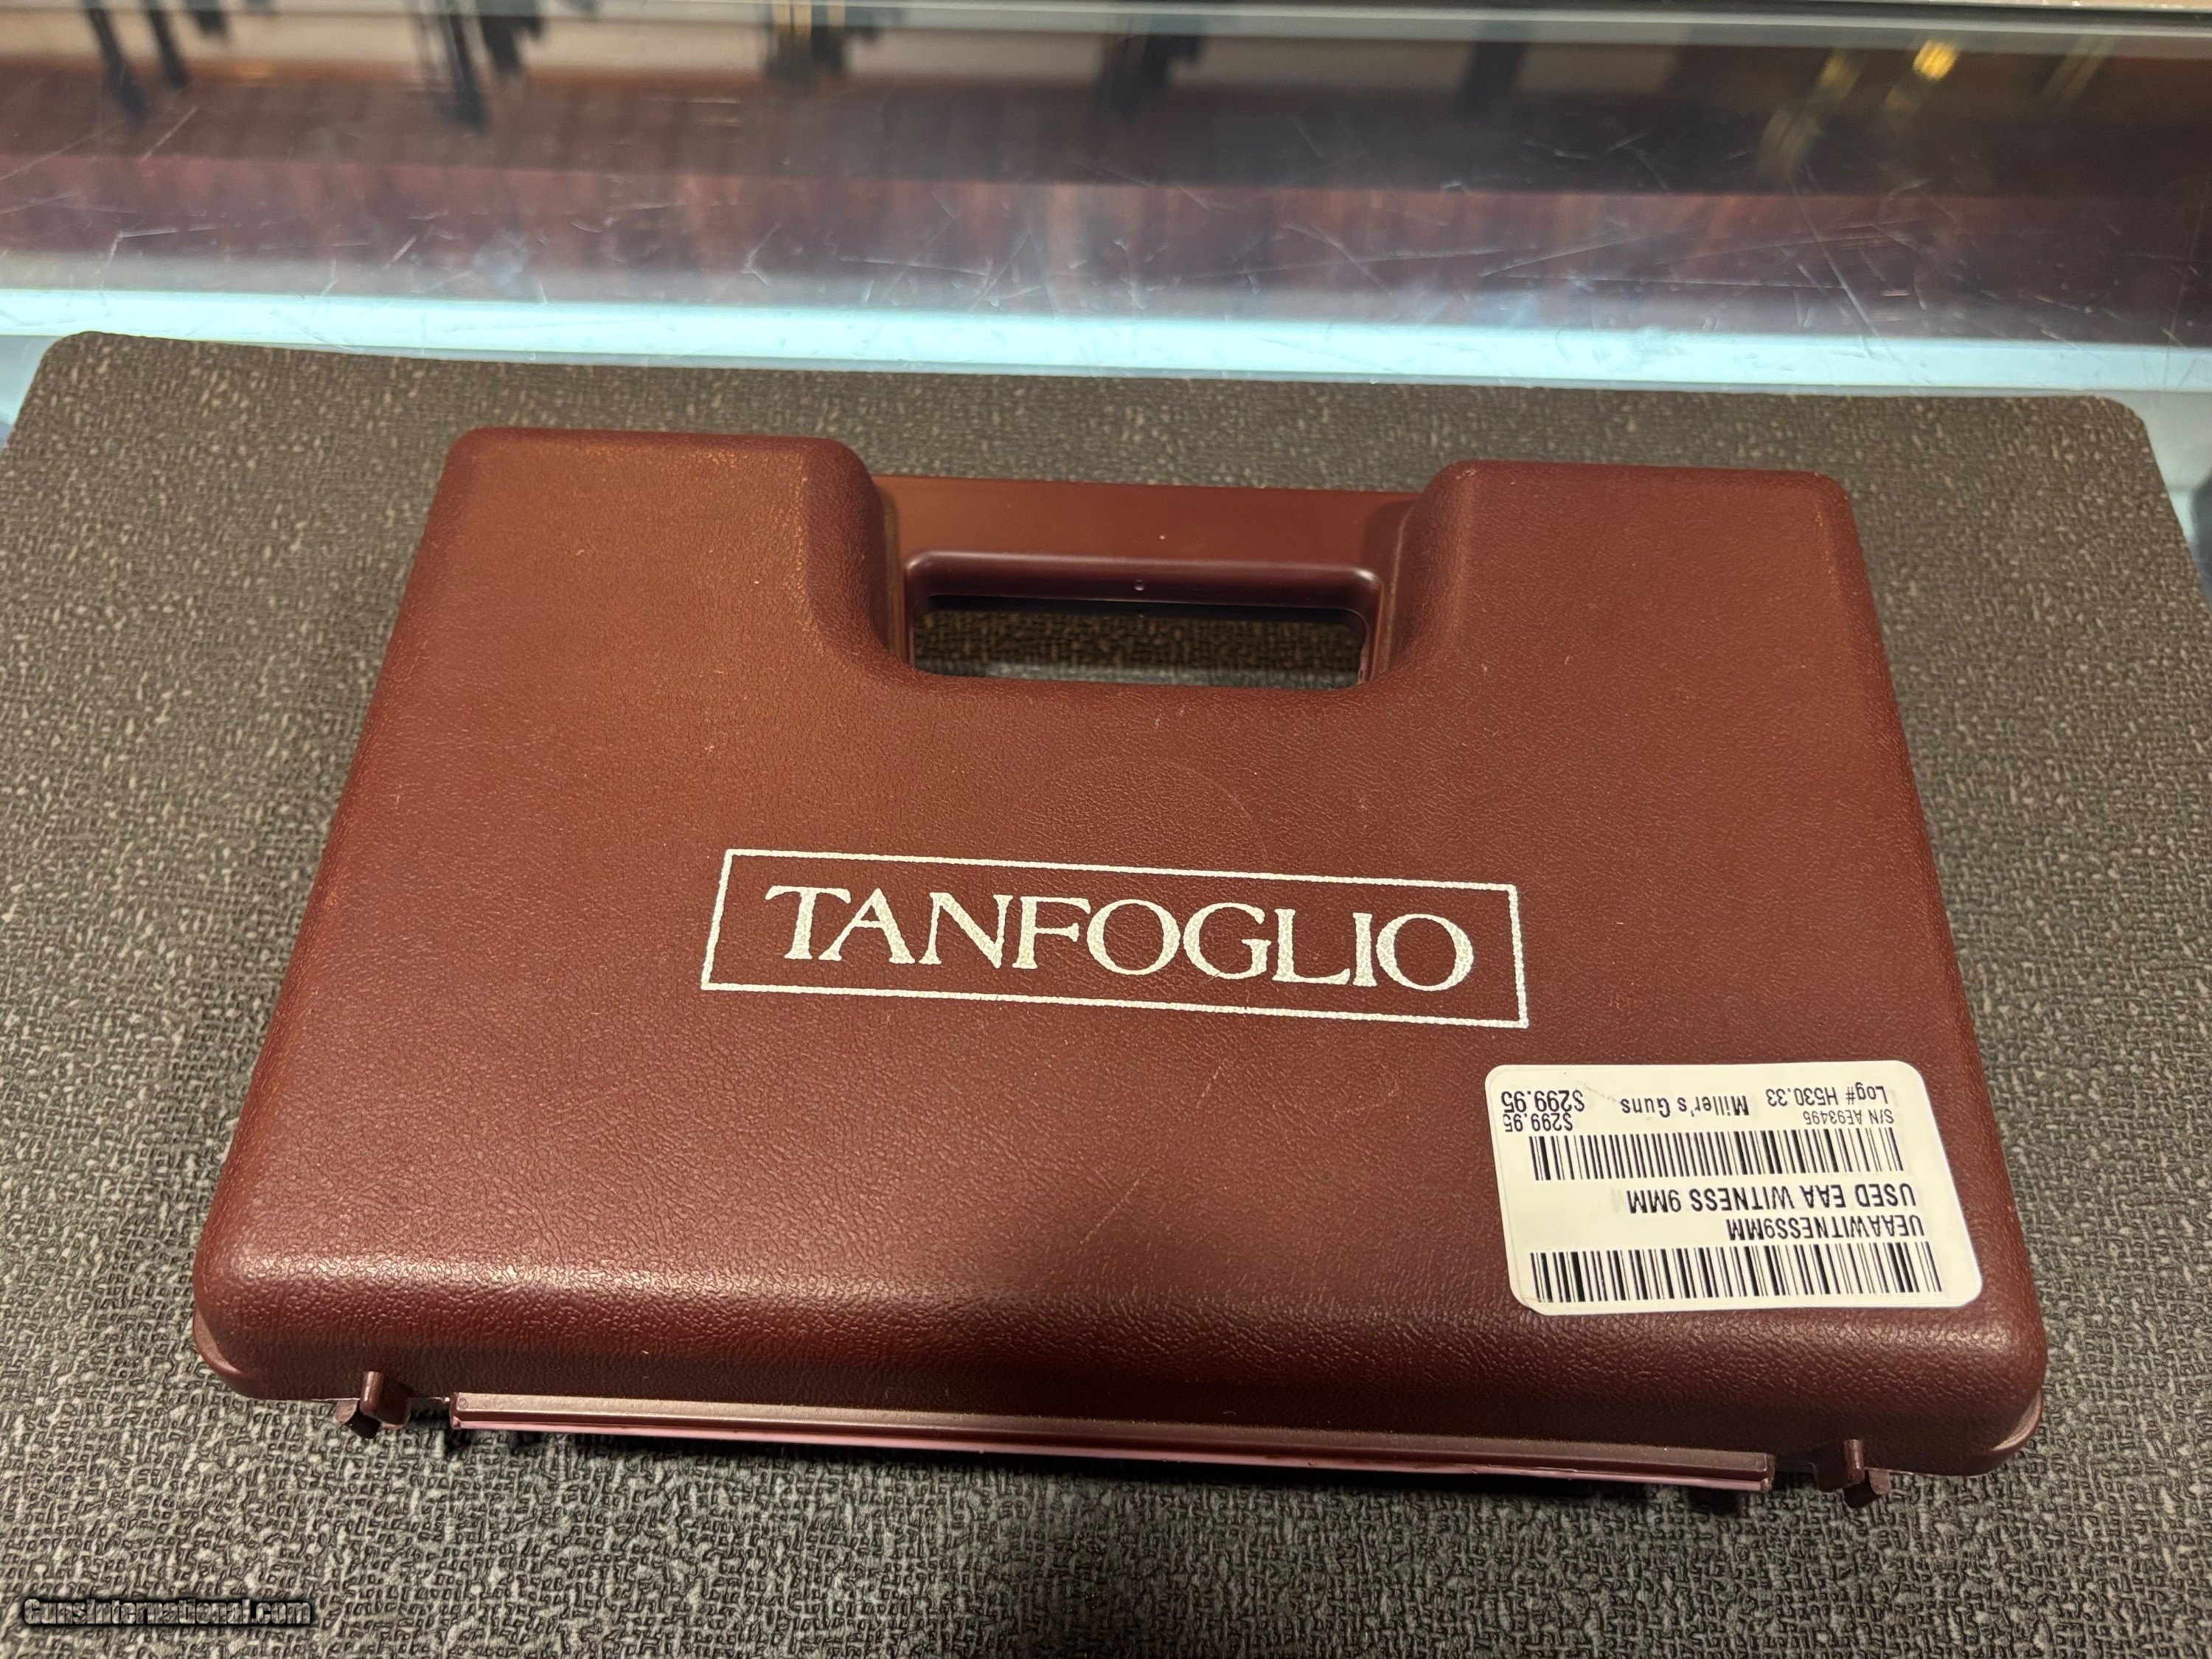 TANFOGLIO
UEAAWITNESS9MM
USED EAA WITNESS 9MM
S/N AE93495
$299.95
Log# H530.33 Miller's Guns $299.95
GunsInternational.com